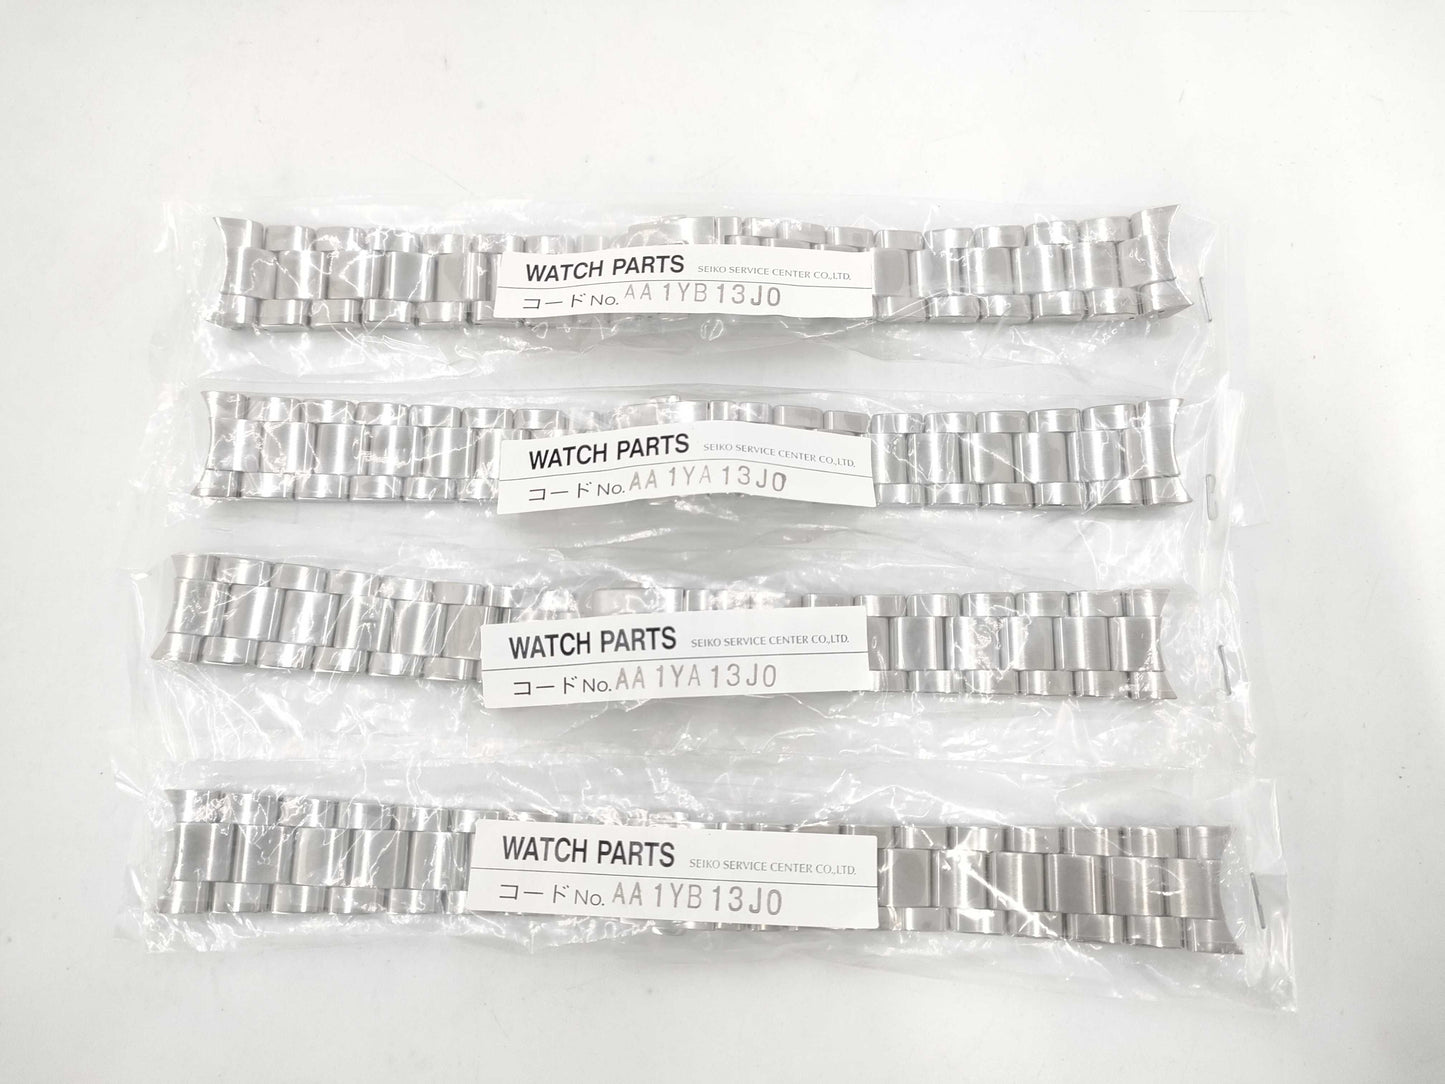 WATCH PARTS SEIKO SERVICE CENTER CO.,LTD.
コードNo. AA1YB13J0
WATCH PARTS SEIKO SERVICE CENTER CO.,LTD.
コードNo. AA1YA13J0
WATCH PARTS SEIKO SERVICE CENTER CO.,LTD.
コードNo. AA1YA13J0
WATCH PARTS SEIKO SERVICE CENTER CO.,LTD.
コードNo. AA1YB13J0